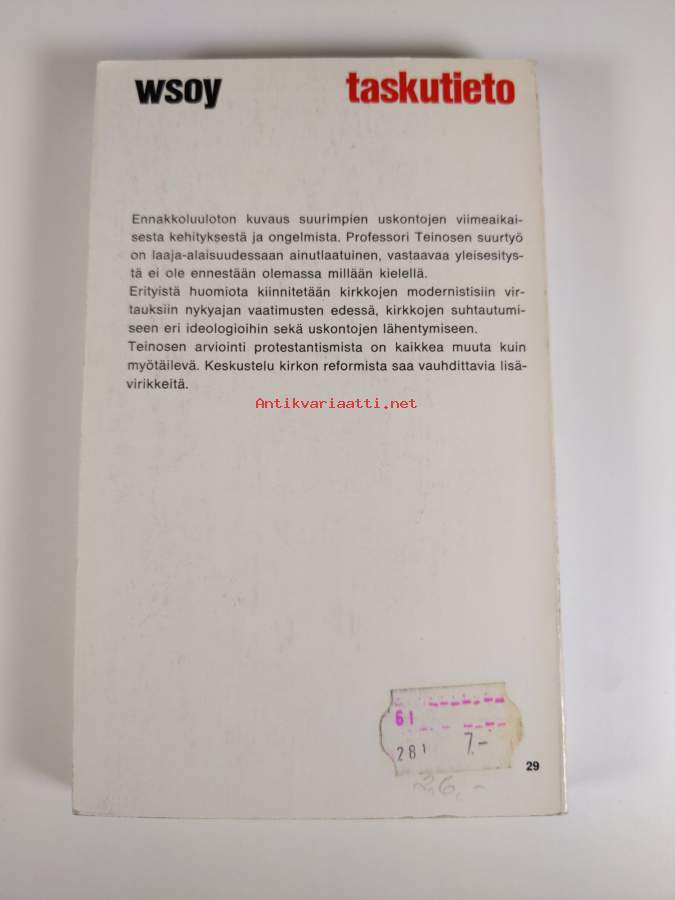 wsoy taskutieto
Ennakkoluuloton kuvaus suurimpien uskontojen viimeaikai-
sesta kehityksestä ja ongelmista. Professori Teinosen suurtyö
on laaja-alaisuudessaan ainutlaatuinen, vastaavaa yleisesitys-
tä ei ole ennestään olemassa millään kielellä.
Erityistä huomiota kiinnitetään kirkkojen modernistisiin vir-
tauksiin nykyajan vaatimusten edessä, kirkkojen suhtautumi-
seen eri ideologioihin sekä uskontojen lähentymiseen.
Teinosen arviointi protestantismista on kaikkea muuta kuin
myötäilevä. Keskustelu kirkon reformista saa vauhdittavia lisä-
virikkeitä.
Antikvariaatti.net
61
281 7.-
29
26,-